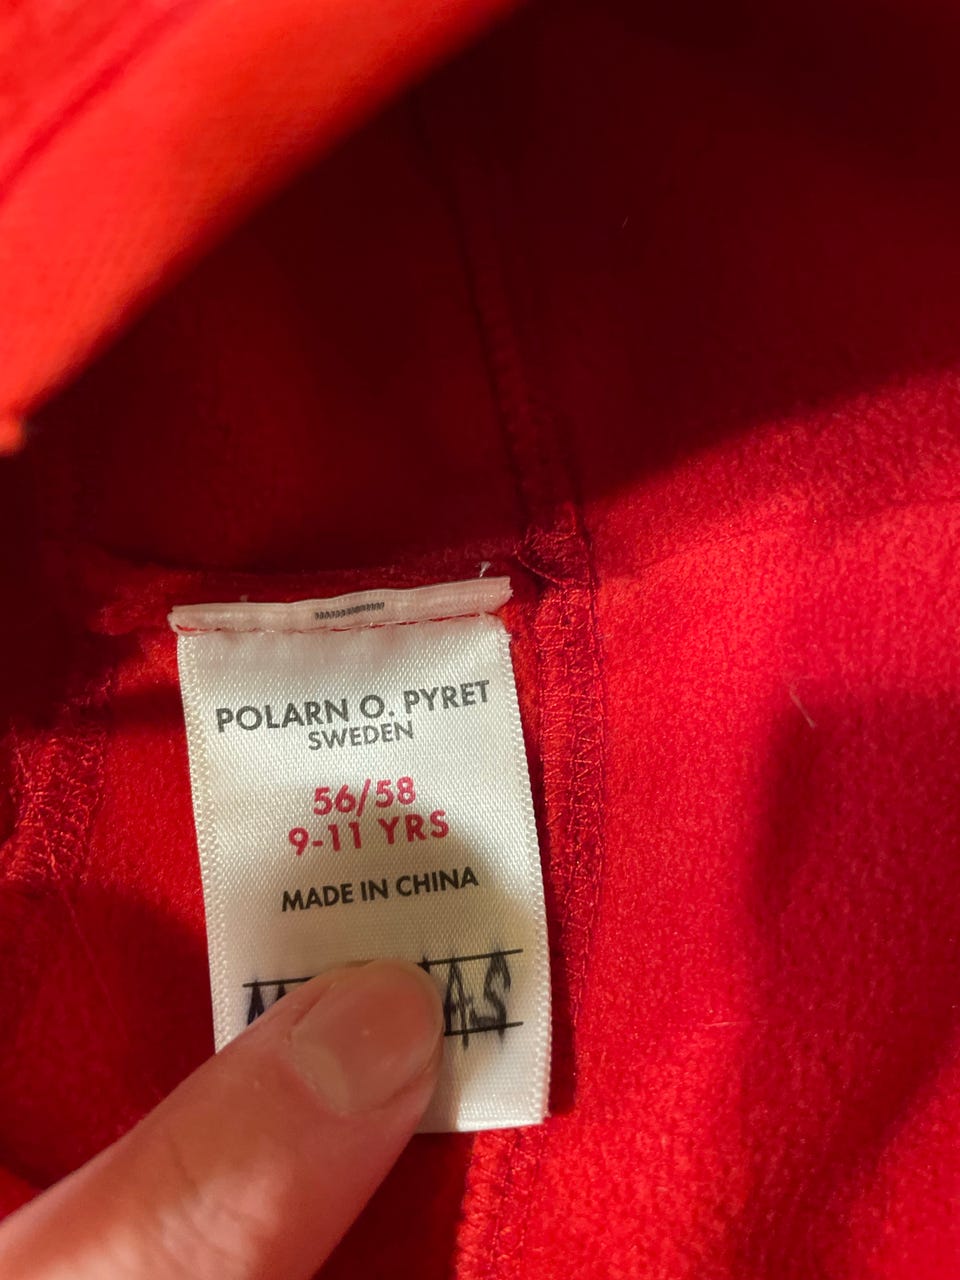 POLARN O. PYRET
SWEDEN
56/58
9-11 YRS
MADE IN CHINA